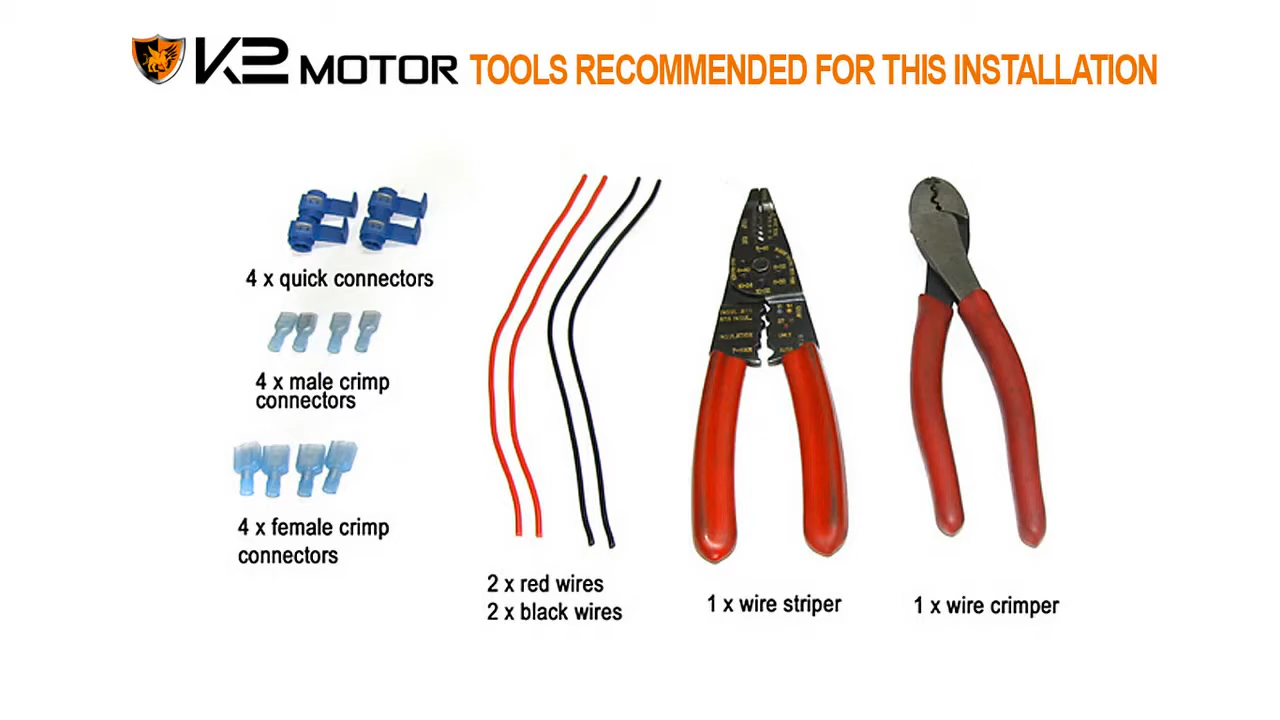 K2 MOTOR TOOLS RECOMMENDED FOR THIS INSTALLATION
4 x quick connectors
4 x male crimp
connectors
4 x female crimp
connectors
2 x red wires
2 x black wires
1 x wire striper
1 x wire crimper